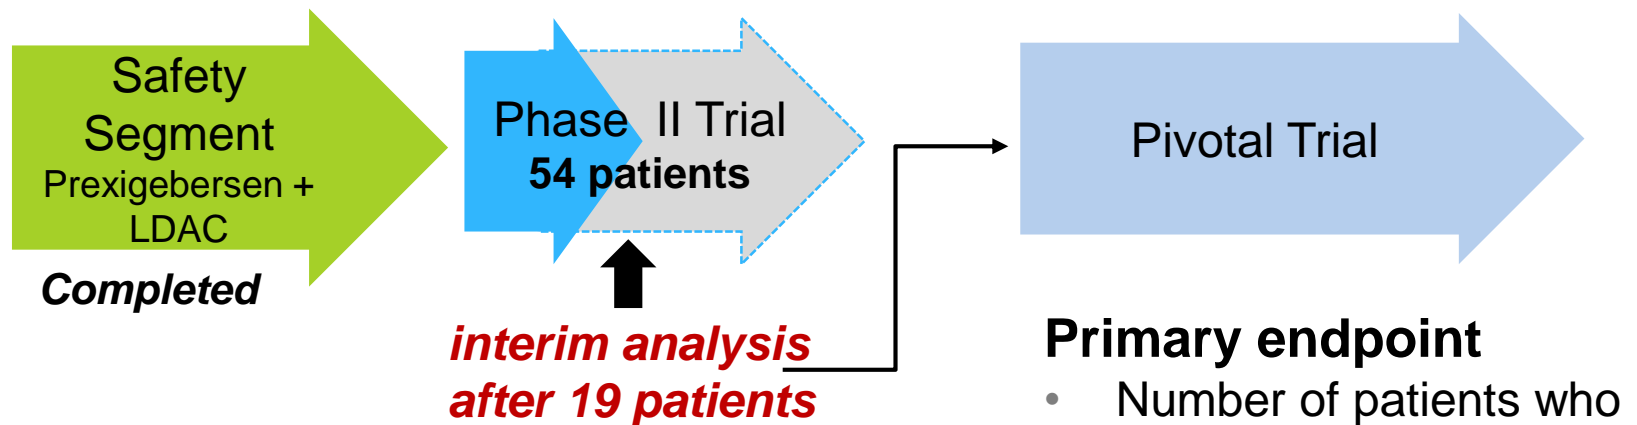 Safety
Segment
Prexigebersen +
LDAC
Completed
Phase II Trial
54 patients
interim analysis
after 19 patients
Pivotal Trial
Primary endpoint
• Number of patients who